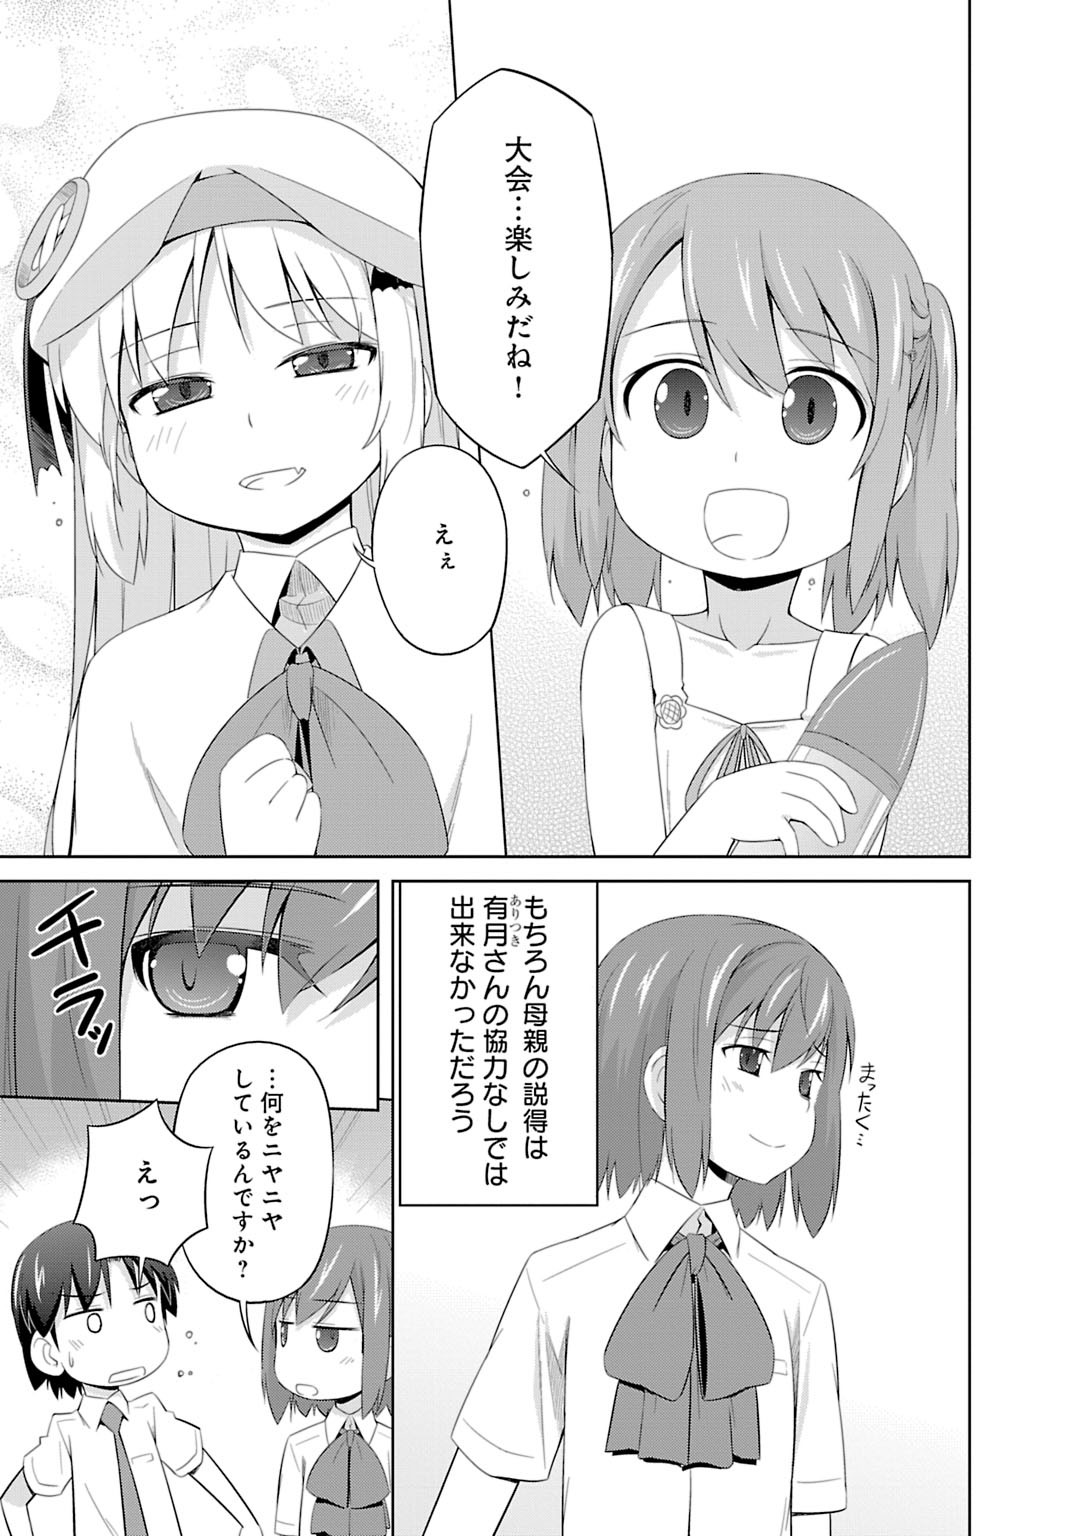 大会…楽しみだね！
ええ
もちろん母親の説得は
有月さんの協力なしでは
ありつき
出来なかっただろう
まったく…
チラッ
…何をニヤニヤ
しているんですか？
えっ